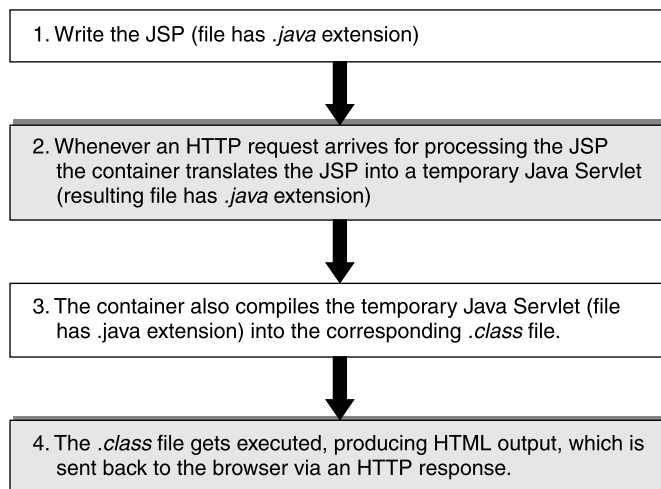 1. Write the JSP (file has .java extension)
2. Whenever an HTTP request arrives for processing the JSP
the container translates the JSP into a temporary Java Servlet
(resulting file has .java extension)
3. The container also compiles the temporary Java Servlet (file
has .java extension) into the corresponding .class file.
4. The .class file gets executed, producing HTML output, which is
sent back to the browser via an HTTP response.